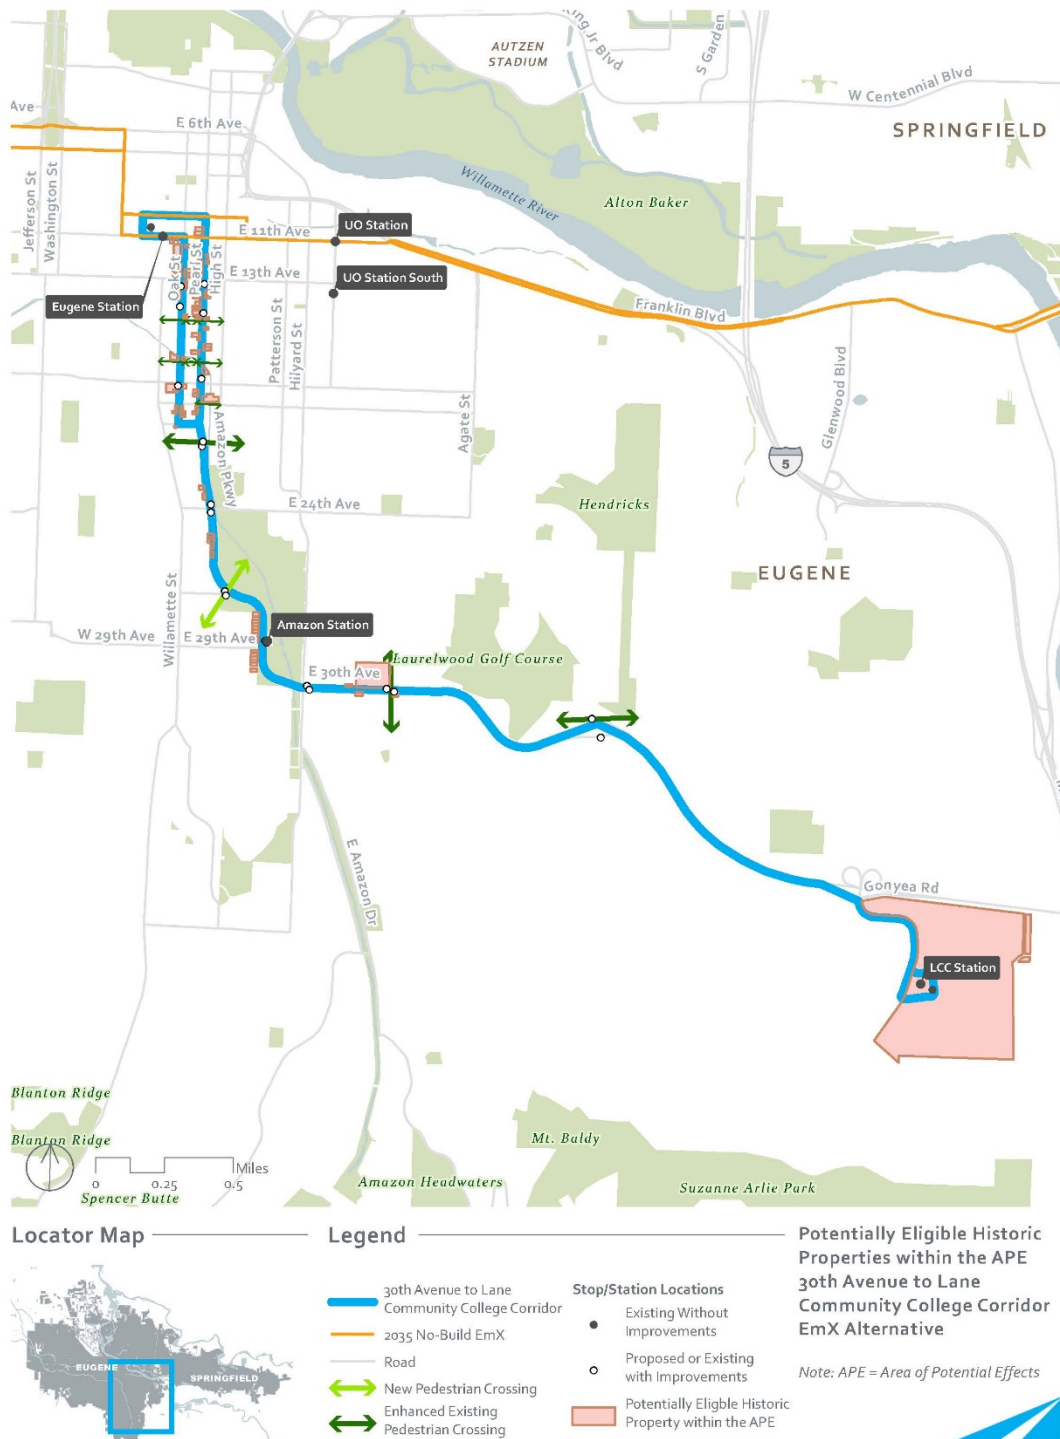 AUTZEN
STADIUM
King Jr Blvd
S Garden
W Centennial Blvd
Ave
E 6th Ave
SPRINGFIELD
Jefferson St
Washington St
Willamette River
Alton Baker
UO Station
E 11th Ave
Oak St
Pearl St
High St
E 13th Ave
UO Station South
Eugene Station
Franklin Blvd
Patterson St
Hilyard St
Glenwood Blvd
Agate St
Amazon Pkwy
5
E 24th Ave
Hendricks
EUGENE
Willamette St
Amazon Station
W 29th Ave
E 29th Ave
Laurelwood Golf Course
E 30th Ave
E Amazon Dr
Gonyea Rd
LCC Station
Blanton Ridge
Blanton Ridge
Mt. Baldy
Miles
0
0.25
0.5
Spencer Butte
Amazon Headwaters
Suzanne Arlie Park
Locator Map
EUGENE
SPRINGFIELD
Legend
30th Avenue to Lane
Community College Corridor
2035 No-Build EmX
Road
New Pedestrian Crossing
Enhanced Existing
Pedestrian Crossing
Stop/Station Locations
Existing Without
Improvements
Proposed or Existing
with Improvements
Potentially Eligible Historic
Property within the APE
Potentially Eligible Historic
Properties within the APE
30th Avenue to Lane
Community College Corridor
EmX Alternative
Note: APE = Area of Potential Effects